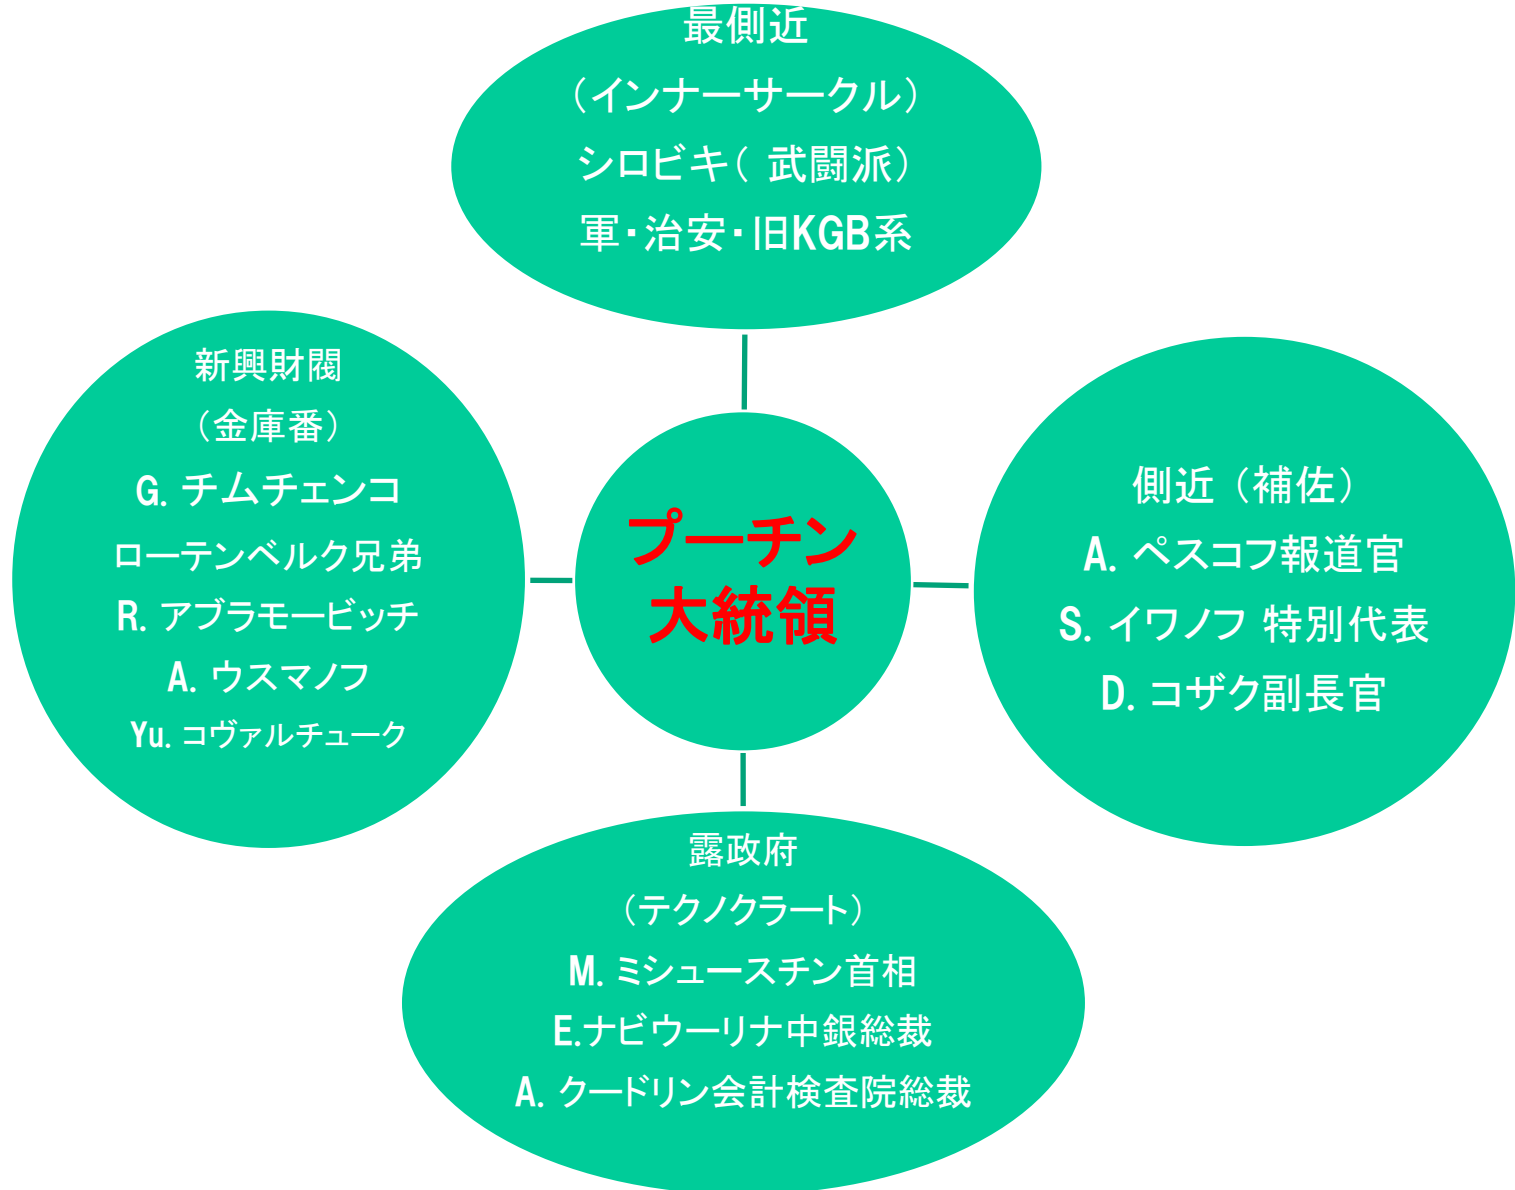 最側近
（インナーサークル）
シロビキ（ 武闘派）
軍・治安・旧KGB系
新興財閥
（金庫番）
G. チムチェンコ
ローテンベルク兄弟
R. アブラモービッチ
A. ウスマノフ
Yu. コヴァルチューク
プーチン
大統領
側近（補佐）
A. ペスコフ報道官
S. イワノフ 特別代表
D. コザク副長官
露政府
（テクノクラート）
M. ミシュースチン首相
E.ナビウーリナ中銀総裁
A. クードリン会計検査院総裁